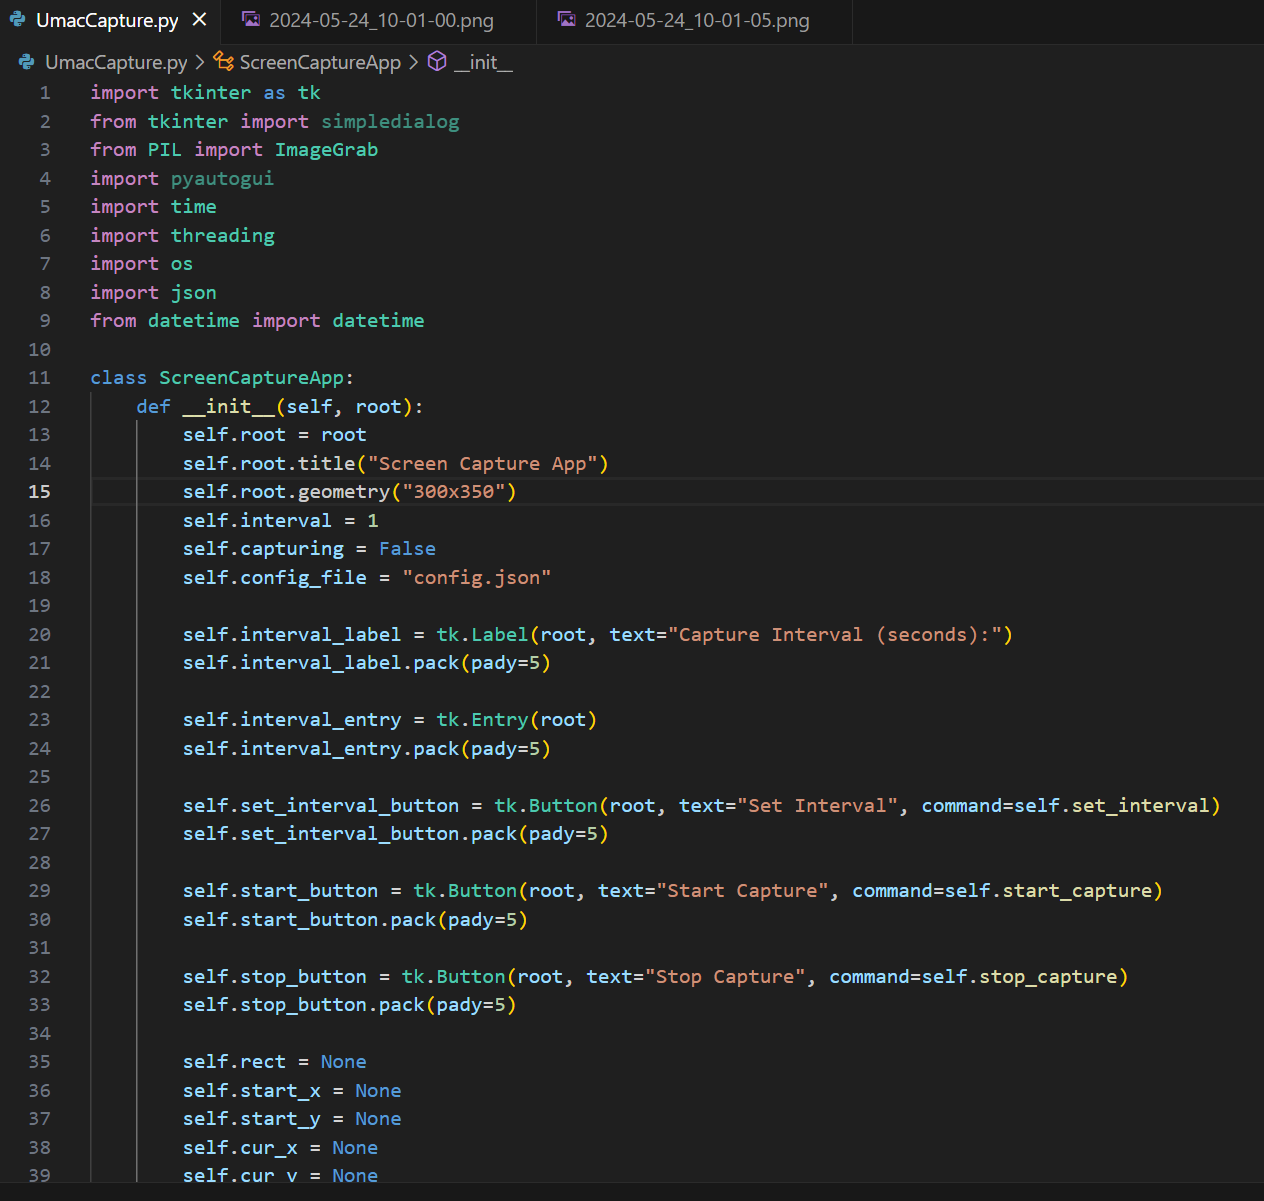 UmacCapture.py × 2024-05-24_10-01-00.png 2024-05-24_10-01-05.png
UmacCapture.py > ScreenCaptureApp > __init__
1 import tkinter as tk
2 from tkinter import simpledialog
3 from PIL import ImageGrab
4 import pyautogui
5 import time
6 import threading
7 import os
8 import json
9 from datetime import datetime
10
11 class ScreenCaptureApp:
12     def __init__(self, root):
13         self.root = root
14         self.root.title("Screen Capture App")
15         self.root.geometry("300x350")
16         self.interval = 1
17         self.capturing = False
18         self.config_file = "config.json"
19
20         self.interval_label = tk.Label(root, text="Capture Interval (seconds):")
21         self.interval_label.pack(pady=5)
22
23         self.interval_entry = tk.Entry(root)
24         self.interval_entry.pack(pady=5)
25
26         self.set_interval_button = tk.Button(root, text="Set Interval", command=self.set_interval)
27         self.set_interval_button.pack(pady=5)
28
29         self.start_button = tk.Button(root, text="Start Capture", command=self.start_capture)
30         self.start_button.pack(pady=5)
31
32         self.stop_button = tk.Button(root, text="Stop Capture", command=self.stop_capture)
33         self.stop_button.pack(pady=5)
34
35         self.rect = None
36         self.start_x = None
37         self.start_y = None
38         self.cur_x = None
39         self.cur_y = None